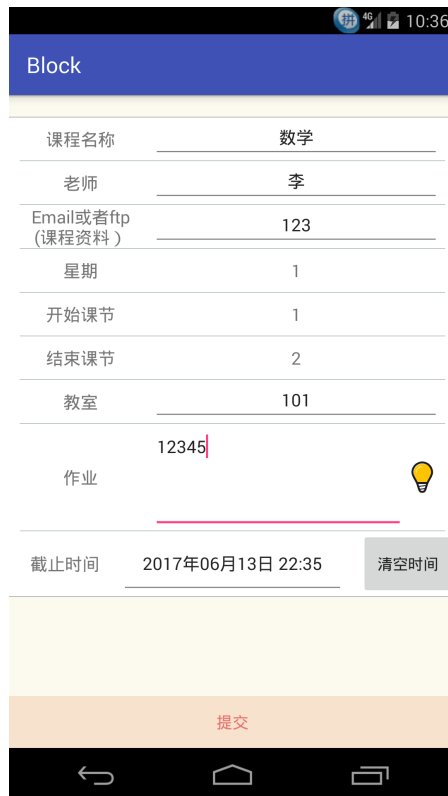 拼 4G 10:36
Block
课程名称 数学
老师 李
Email或者ftp
(课程资料) 123
星期 1
开始课节 1
结束课节 2
教室 101
12345
作业
截止时间 2017年06月13日 22:35 清空时间
提交